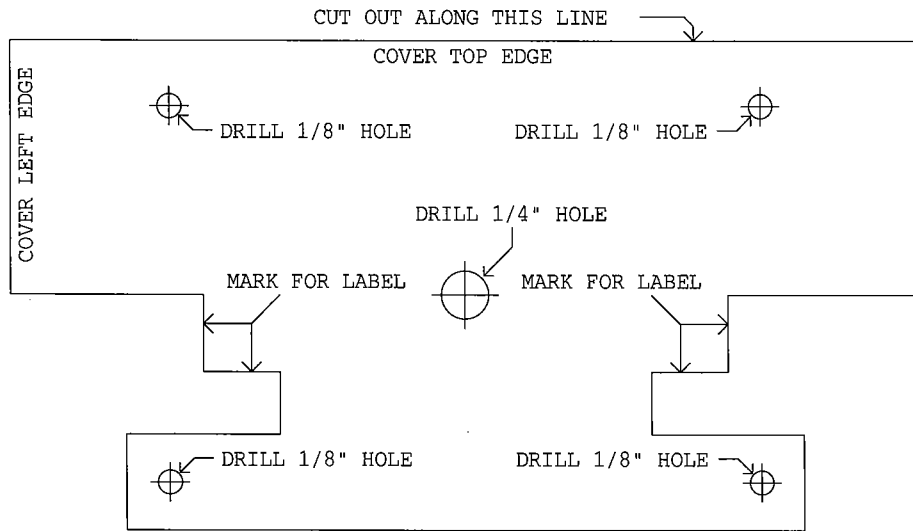 CUT OUT ALONG THIS LINE
COVER TOP EDGE
COVER LEFT EDGE
DRILL 1/8" HOLE
DRILL 1/8" HOLE
DRILL 1/4" HOLE
MARK FOR LABEL
MARK FOR LABEL
DRILL 1/8" HOLE
DRILL 1/8" HOLE